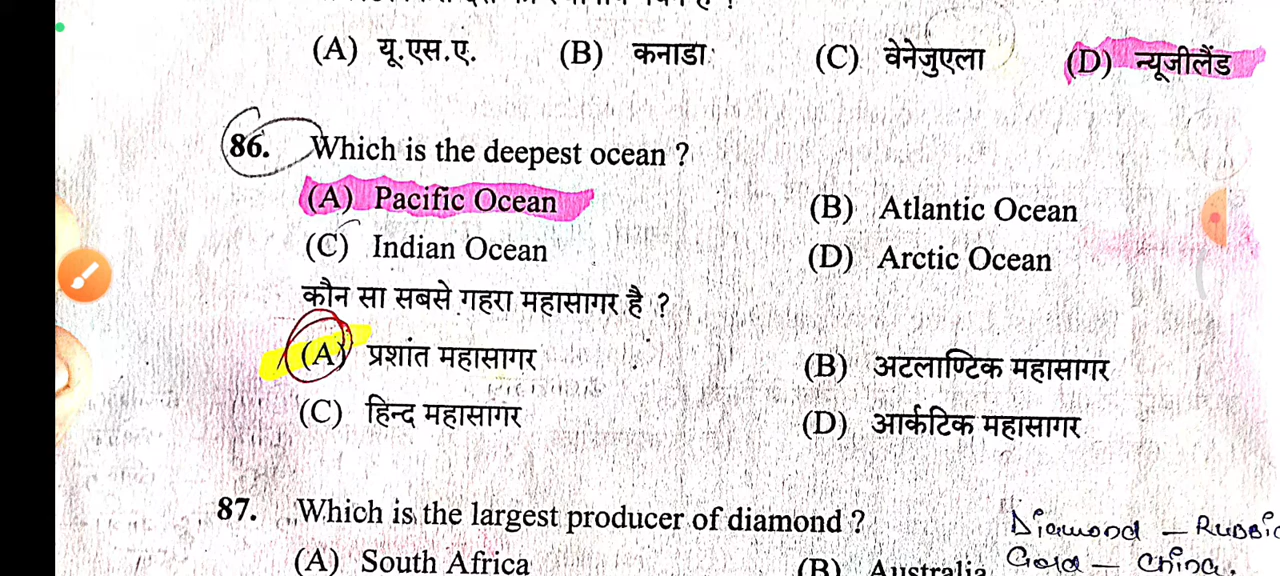 (A) यू.एस.ए. (B) कनाडा (C) वेनेजुएला (D) न्यूजीलैंड
86. Which is the deepest ocean ?
(A) Pacific Ocean (B) Atlantic Ocean
(C) Indian Ocean (D) Arctic Ocean
कौन सा सबसे गहरा महासागर है ?
(A) प्रशांत महासागर (B) अटलाण्टिक महासागर
(C) हिन्द महासागर (D) आर्कटिक महासागर
87. Which is the largest producer of diamond ?
Diamond –
(A) South Africa (B) Australia
Gold – China.